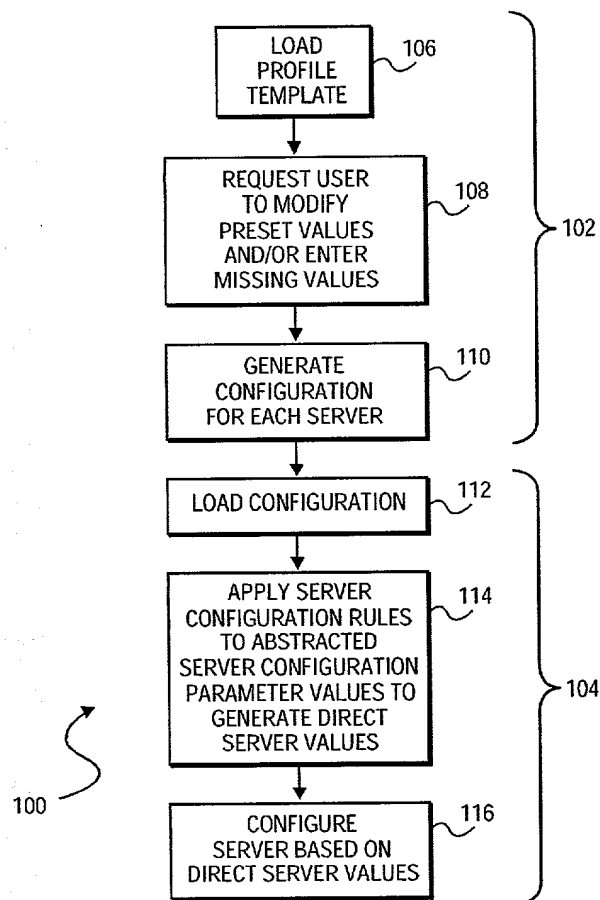 LOAD
PROFILE
TEMPLATE
106
REQUEST USER
TO MODIFY
PRESET VALUES
AND/OR ENTER
MISSING VALUES
108
102
GENERATE
CONFIGURATION
FOR EACH SERVER
110
LOAD CONFIGURATION
112
APPLY SERVER
CONFIGURATION RULES
TO ABSTRACTED
SERVER CONFIGURATION
PARAMETER VALUES TO
GENERATE DIRECT
SERVER VALUES
114
104
100
CONFIGURE
SERVER BASED ON
DIRECT SERVER VALUES
116